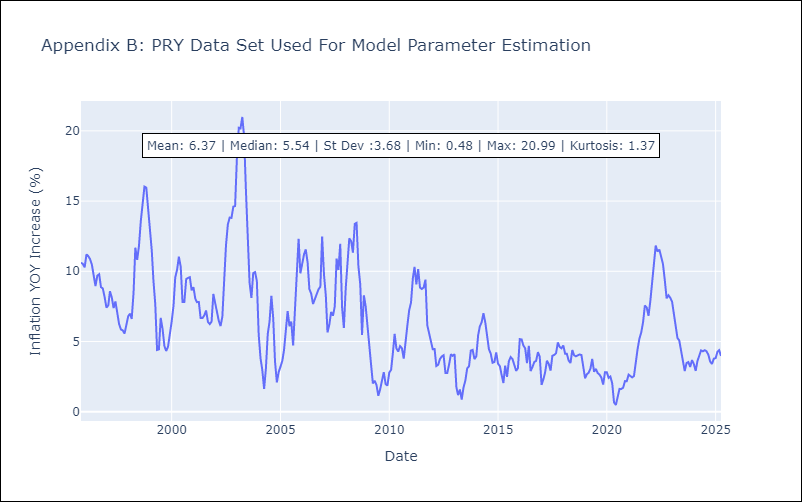 Appendix B: PRY Data Set Used For Model Parameter Estimation
Mean: 6.37 | Median: 5.54 | St Dev :3.68 | Min: 0.48 | Max: 20.99 | Kurtosis: 1.37
Inflation YOY Increase (%)
20
15
10
5
0
2000
2005
2010
2015
2020
2025
Date